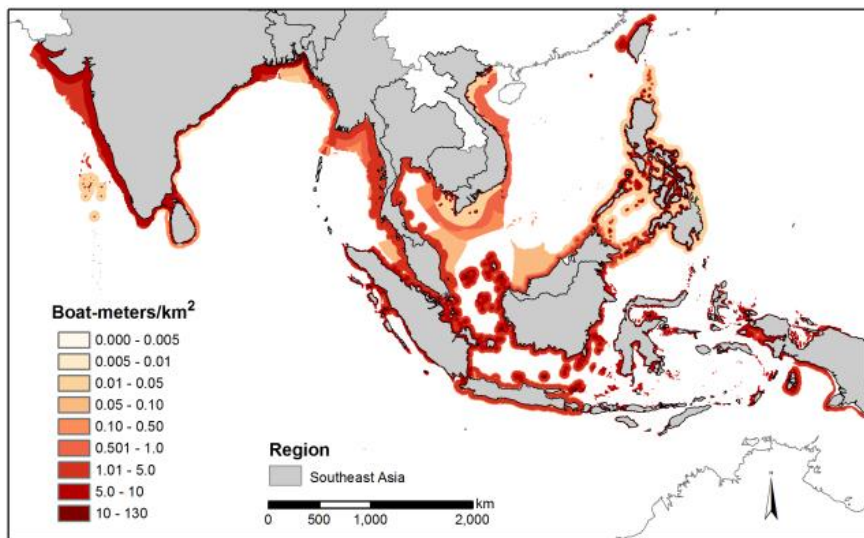 Boat-meters/km²
0.000 - 0.005
0.005 - 0.01
0.01 - 0.05
0.05 - 0.10
0.10 - 0.50
0.501 - 1.0
1.01 - 5.0
5.0 - 10
10 - 130
Region
Southeast Asia
km
0 500 1,000 2,000